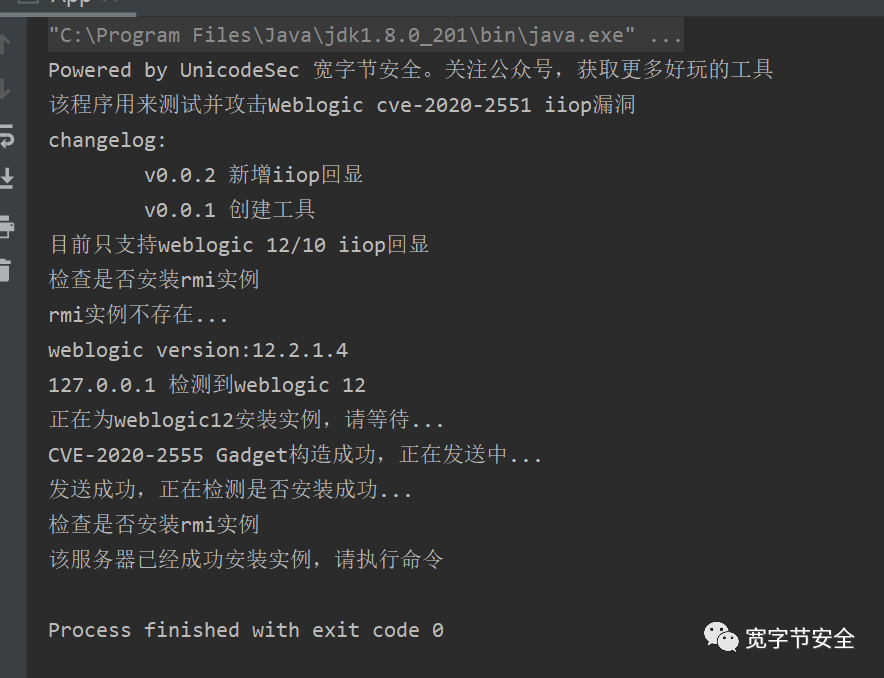 "C:\Program Files\Java\jdk1.8.0_201\bin\java.exe" ...
Powered by UnicodeSec 宽字节安全。关注公众号，获取更多好玩的工具
该程序用来测试并攻击Weblogic cve-2020-2551 iiop漏洞
changelog:
v0.0.2 新增iiop回显
v0.0.1 创建工具
目前只支持weblogic 12/10 iiop回显
检查是否安装rmi实例
rmi实例不存在...
weblogic version:12.2.1.4
127.0.0.1 检测到weblogic 12
正在为weblogic12安装实例，请等待...
CVE-2020-2555 Gadget构造成功，正在发送中...
发送成功，正在检测是否安装成功...
检查是否安装rmi实例
该服务器已经成功安装实例，请执行命令
Process finished with exit code 0
宽字节安全